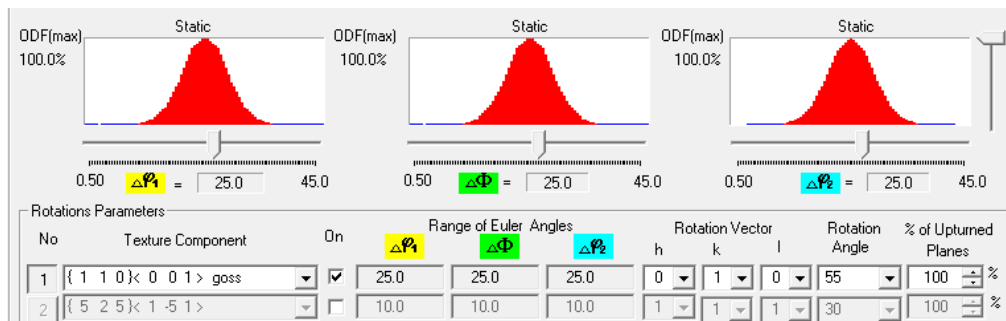 Static Static Static
ODF(max) ODF(max) ODF(max)
100.0% 100.0% 100.0%
0.50 △φ₁ = 25.0 45.0 0.50 △Φ = 25.0 45.0 0.50 △φ₂ = 25.0 45.0
Rotations Parameters
No Texture Component On Range of Euler Angles Rotation Vector Rotation Angle % of Upturned Planes
△φ₁ △Φ △φ₂ h k l
1 { 1 1 0}< 0 0 1> goss 25.0 25.0 25.0 0 1 0 55 100 %
2 { 5 2 5}< 1 -5 1> 10.0 10.0 10.0 1 1 1 30 100 %